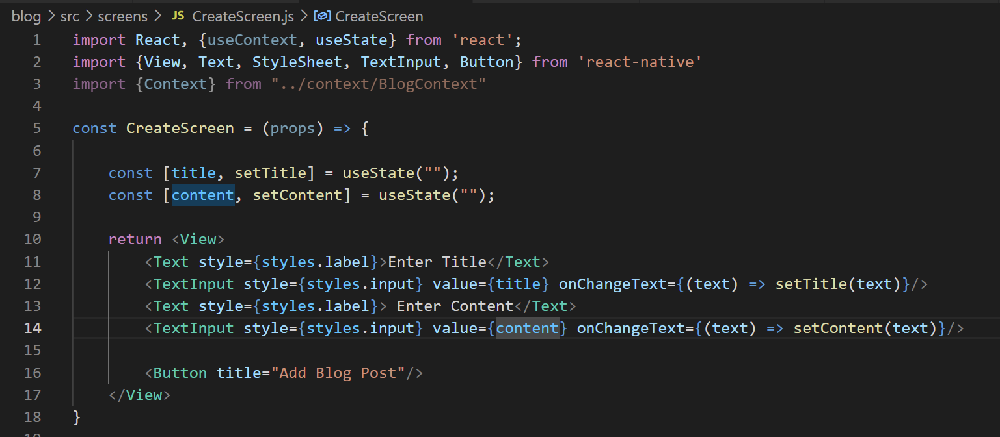 blog > src > screens > JS CreateScreen.js > CreateScreen
1 import React, {useContext, useState} from 'react';
2 import {View, Text, StyleSheet, TextInput, Button} from 'react-native'
3 import {Context} from "../context/BlogContext"
4
5 const CreateScreen = (props) => {
6
7     const [title, setTitle] = useState("");
8     const [content, setContent] = useState("");
9
10     return <View>
11         <Text style={styles.label}>Enter Title</Text>
12         <TextInput style={styles.input} value={title} onChangeText={(text) => setTitle(text)}/>
13         <Text style={styles.label}> Enter Content</Text>
14         <TextInput style={styles.input} value={content} onChangeText={(text) => setContent(text)}/>
15
16         <Button title="Add Blog Post"/>
17     </View>
18 }